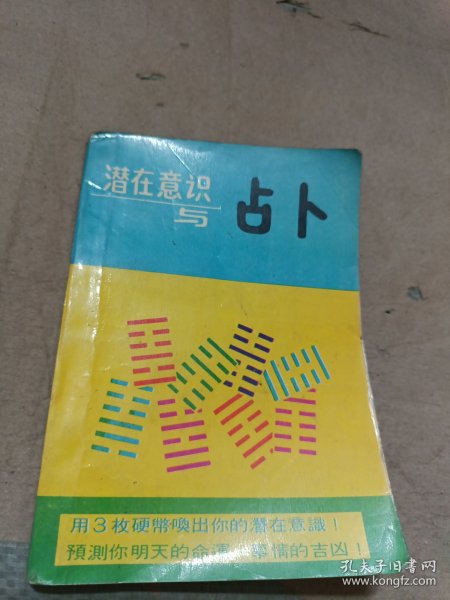 潜在意识
与 占卜
用3枚硬幣喚出你的潛在意識！
預測你明天的命運 事情的吉凶！
孔夫子旧书网
www.kongfz.com